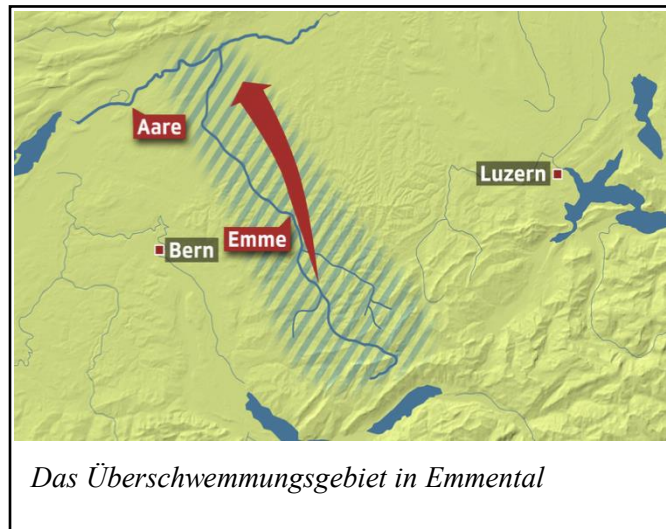 Aare
Luzern
Emme
Bern
Das Überschwemmungsgebiet in Emmental